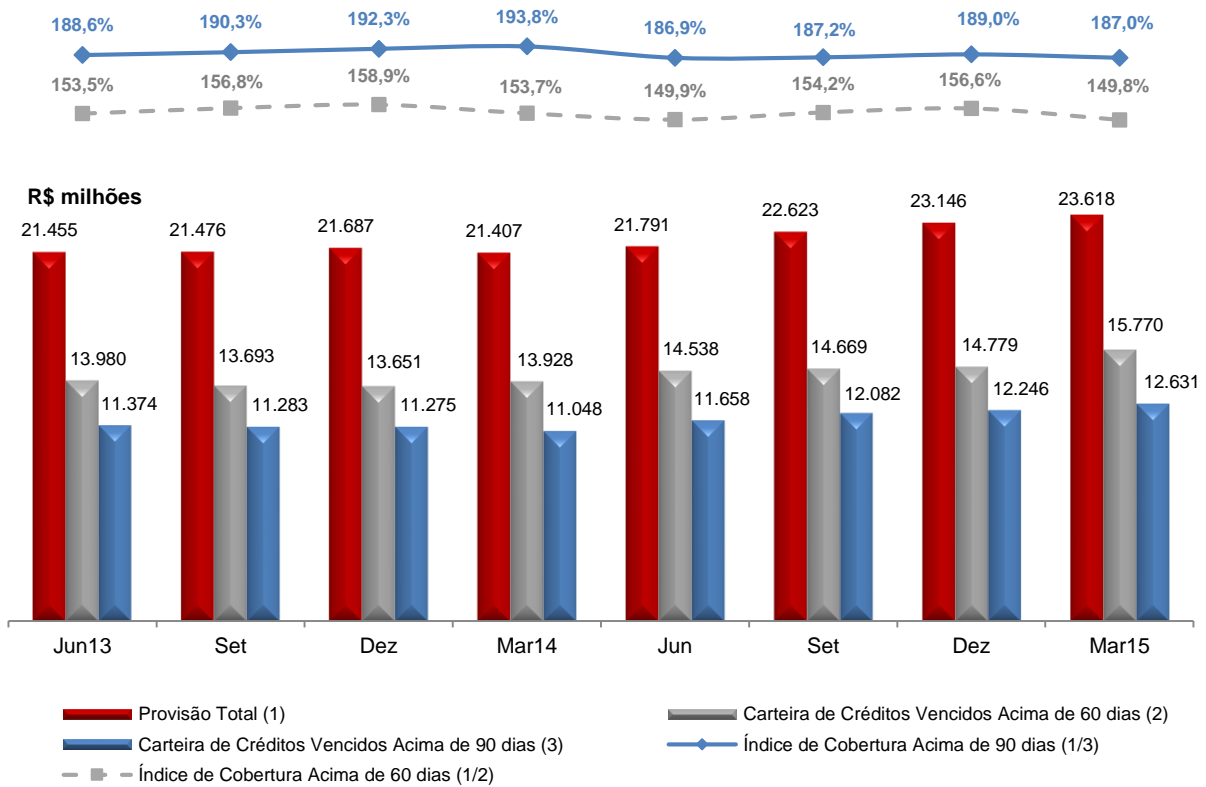 188,6% 190,3% 192,3% 193,8% 186,9% 187,2% 189,0% 187,0%
153,5% 156,8% 158,9% 153,7% 149,9% 154,2% 156,6% 149,8%
R$ milhões
21.455 21.476 21.687 21.407 21.791 22.623 23.146 23.618
13.980 13.693 13.651 13.928 14.538 14.669 14.779 15.770
11.374 11.283 11.275 11.048 11.658 12.082 12.246 12.631
Jun13 Set Dez Mar14 Jun Set Dez Mar15
Provisão Total (1) Carteira de Créditos Vencidos Acima de 60 dias (2)
Carteira de Créditos Vencidos Acima de 90 dias (3) Índice de Cobertura Acima de 90 dias (1/3)
Índice de Cobertura Acima de 60 dias (1/2)